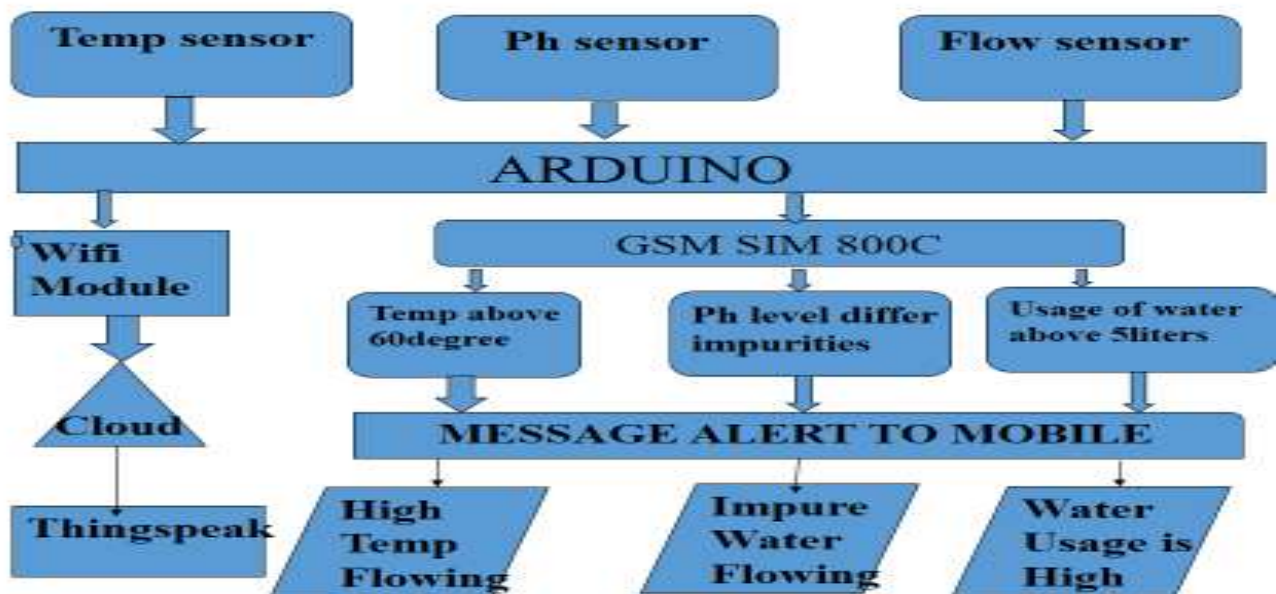 Temp sensor
Ph sensor
Flow sensor
ARDUINO
Wifi
Module
GSM SIM 800C
Temp above
60degree
Ph level differ
impurities
Usage of water
above 5liters
Cloud
MESSAGE ALERT TO MOBILE
Thingspeak
High
Temp
Flowing
Impure
Water
Flowing
Water
Usage is
High